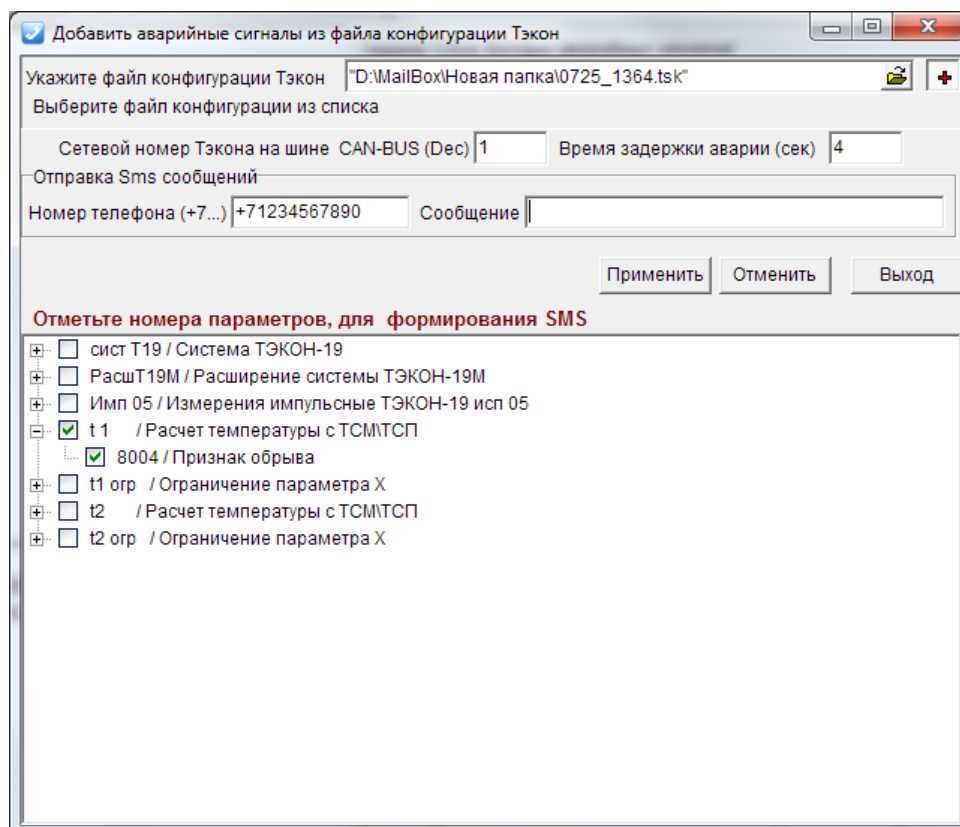 Добавить аварийные сигналы из файла конфигурации Тэкон
Укажите файл конфигурации Тэкон "D:\MailBox\Новая папка\0725_1364.tsk"
Выберите файл конфигурации из списка
Сетевой номер Тэкона на шине CAN-BUS (Dec) 1 Время задержки аварии (сек) 4
Отправка Sms сообщений
Номер телефона (+7...) +71234567890 Сообщение
Применить Отменить Выход
Отметьте номера параметров, для формирования SMS
сист Т19 / Система ТЭКОН-19
РасшТ19М / Расширение системы ТЭКОН-19М
Имп 05 / Измерения импульсные ТЭКОН-19 исп 05
t 1 / Расчет температуры с ТСМ\ТСП
8004 / Признак обрыва
t1 огр / Ограничение параметра X
t2 / Расчет температуры с ТСМ\ТСП
t2 огр / Ограничение параметра X